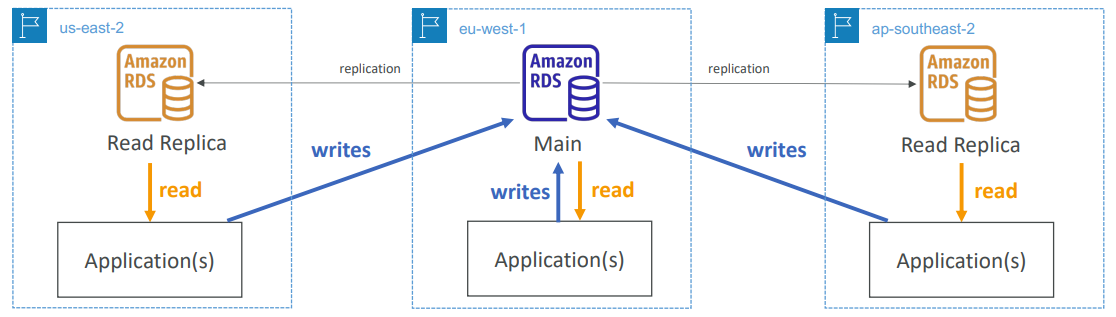 us-east-2
eu-west-1
ap-southeast-2
Amazon
RDS
replication
Amazon
RDS
replication
Amazon
RDS
Read Replica
writes
Main
writes
Read Replica
read
writes
read
read
Application(s)
Application(s)
Application(s)